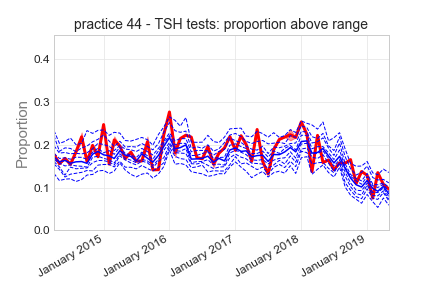 practice 44 - TSH tests: proportion above range
Proportion
0.4
0.3
0.2
0.1
0.0
January 2015
January 2016
January 2017
January 2018
January 2019